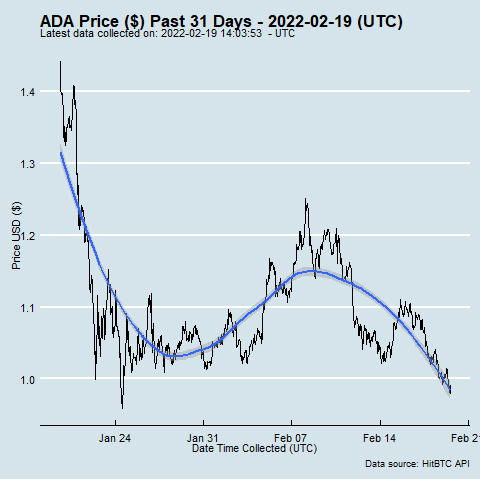 ADA Price ($) Past 31 Days - 2022-02-19 (UTC)
Latest data collected on: 2022-02-19 14:03:53 - UTC
1.4
1.3
1.2
1.1
1.0
Price USD ($)
Jan 24 Jan 31 Feb 07 Feb 14 Feb 2
Date Time Collected (UTC)
Data source: HitBTC API